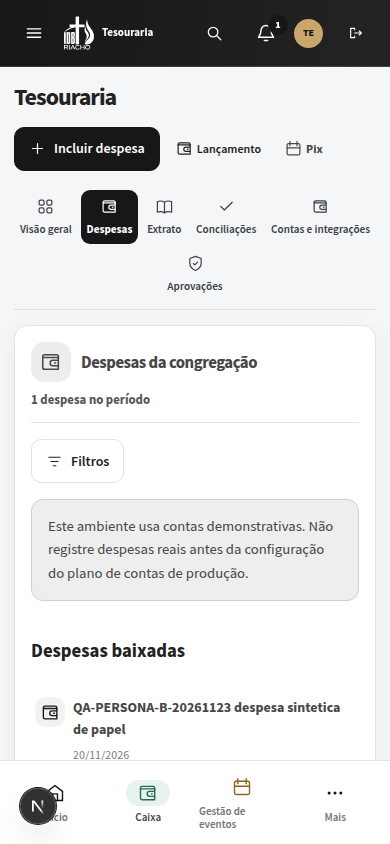 IDB
RIACHO
Tesouraria
1
TE
Tesouraria
Incluir despesa
Lançamento
Pix
Visão geral
Despesas
Extrato
Conciliações
Contas e integrações
Aprovações
Despesas da congregação
1 despesa no período
Filtros
Este ambiente usa contas demonstrativas. Não
registre despesas reais antes da configuração
do plano de contas de produção.
Despesas baixadas
QA-PERSONA-B-20261123 despesa sintetica
de papel
20/11/2026
N
Caixa
Gestão de
eventos
Mais